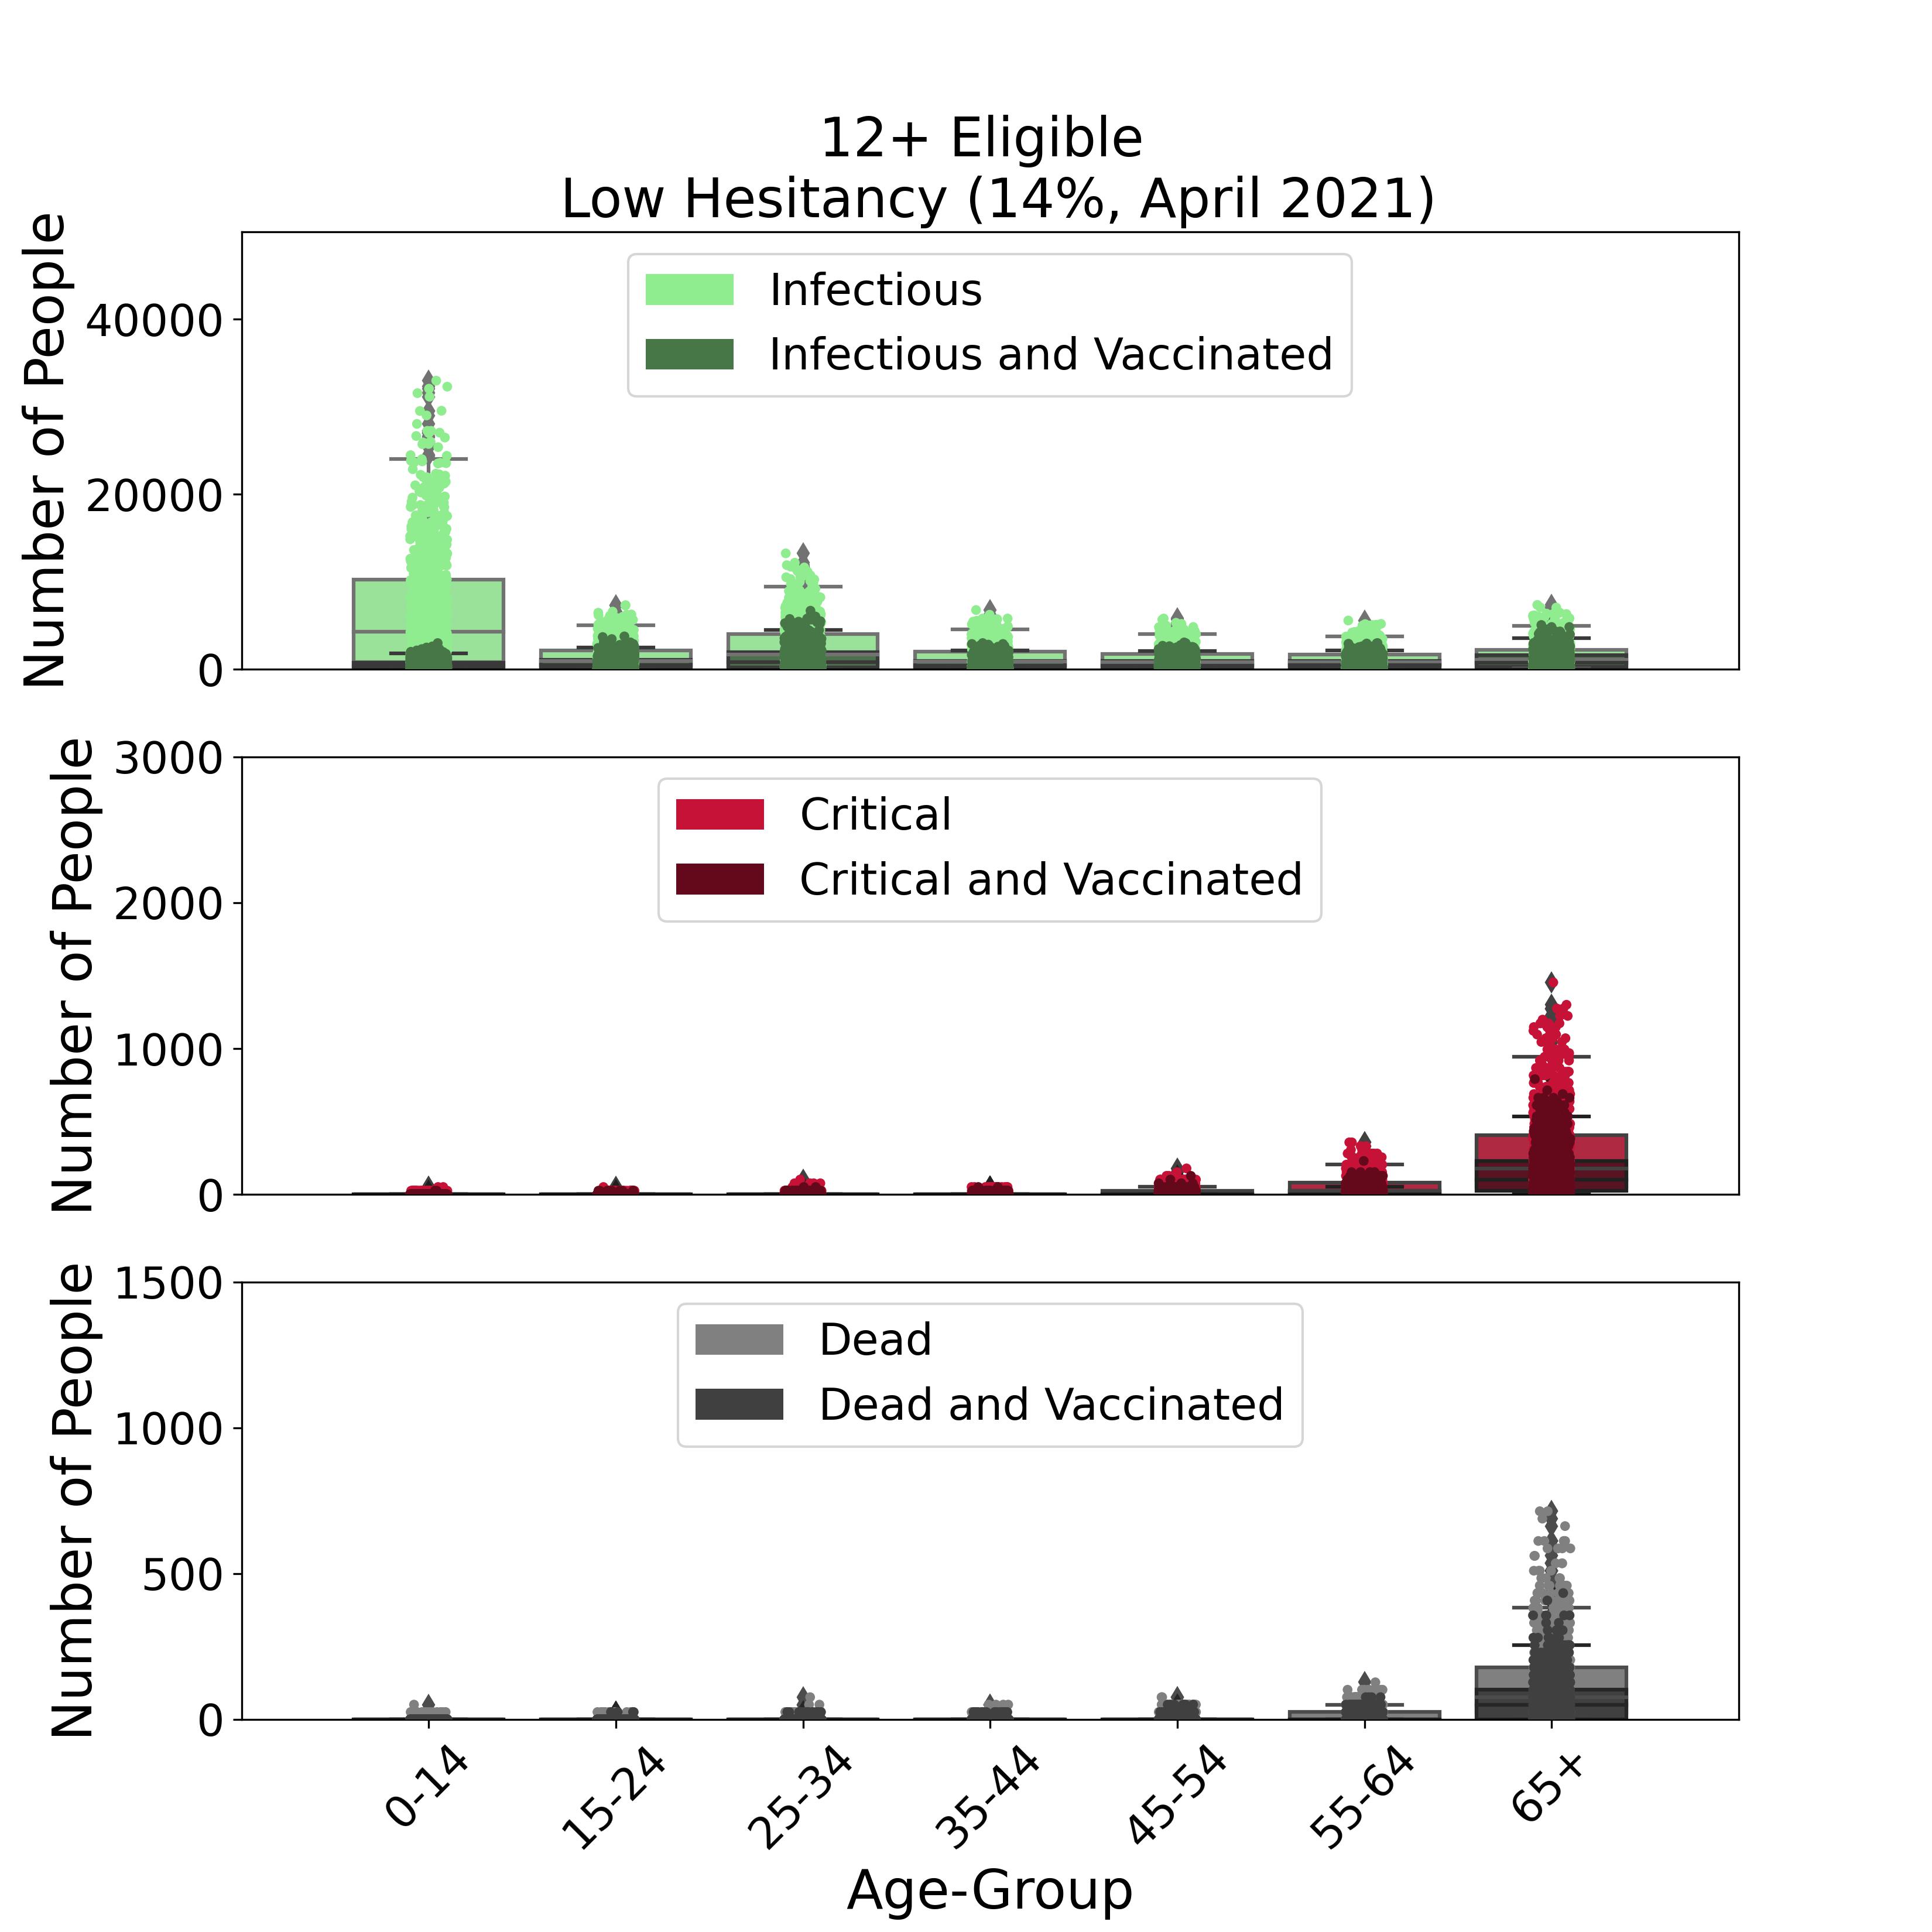 12+ Eligible
Low Hesitancy (14%, April 2021)
Number of People
40000
20000
0
Infectious
Infectious and Vaccinated
Number of People
3000
2000
1000
0
Critical
Critical and Vaccinated
Number of People
1500
1000
500
0
Dead
Dead and Vaccinated
0-14
15-24
25-34
35-44
45-54
55-64
65+
Age-Group